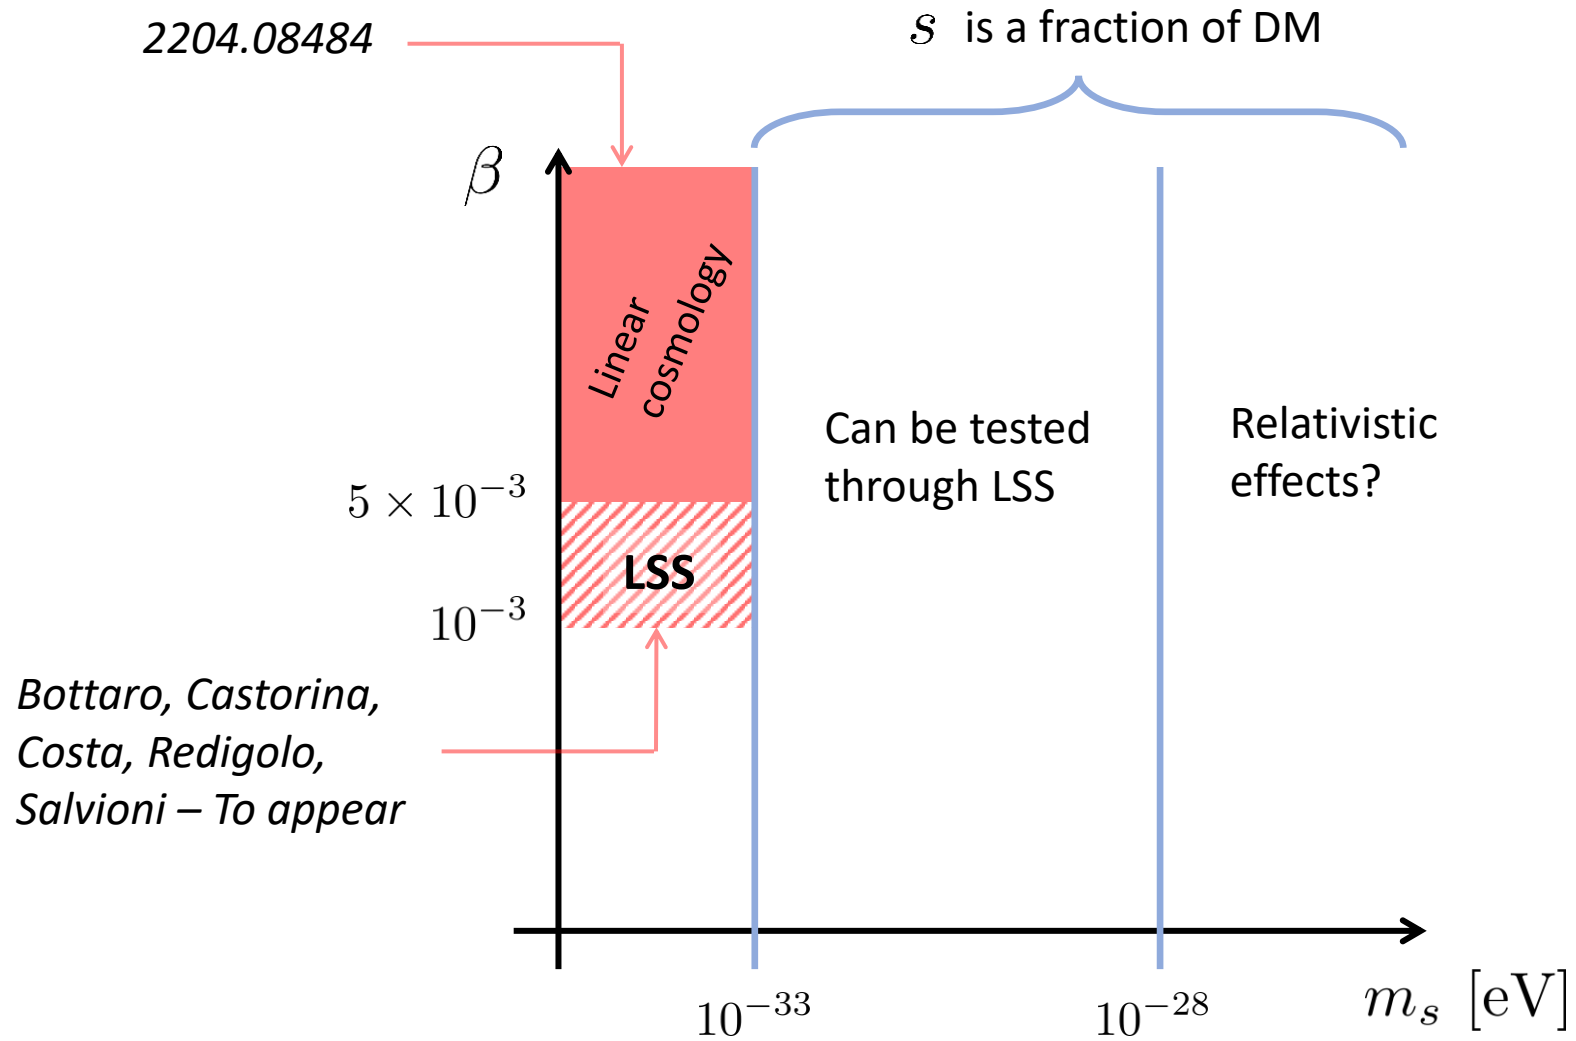 2204.08484
s is a fraction of DM
β
Linear
cosmology
Can be tested
through LSS
Relativistic
effects?
5 × 10⁻³
LSS
10⁻³
Bottaro, Castorina,
Costa, Redigolo,
Salvioni – To appear
10⁻³³
10⁻²⁸
mₛ [eV]